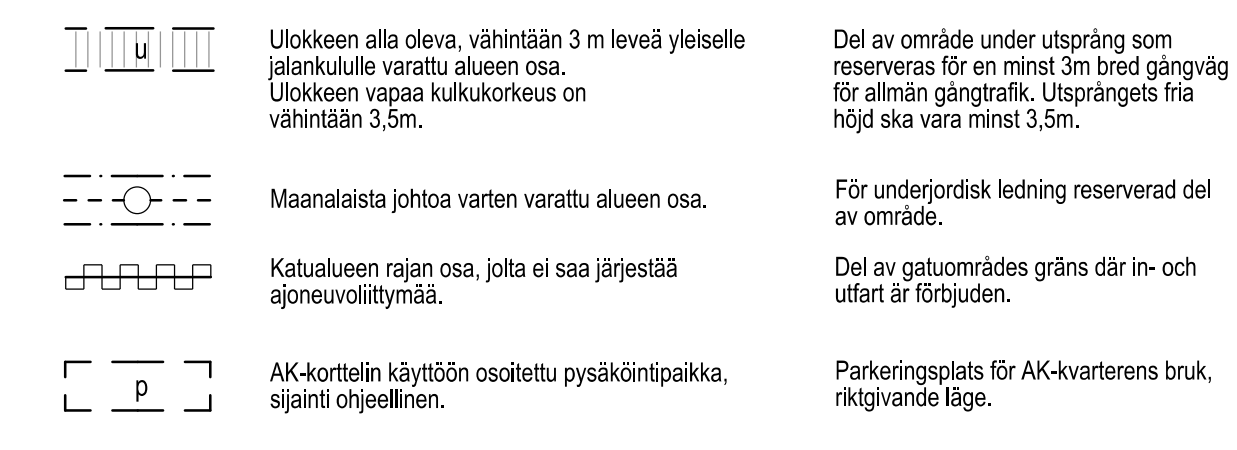 u
Ulokkeen alla oleva, vähintään 3 m leveä yleiselle
jalankululle varattu alueen osa.
Ulokkeen vapaa kulkukorkeus on
vähintään 3,5m.
Del av område under utsprång som
reserveras för en minst 3m bred gångväg
för allmän gångtrafik. Utsprångets fria
höjd ska vara minst 3,5m.
Maanalaista johtoa varten varattu alueen osa.
För underjordisk ledning reserverad del
av område.
Katualueen rajan osa, jolta ei saa järjestää
ajoneuvoliittymää.
Del av gatuområdes gräns där in- och
utfart är förbjuden.
p
AK-korttelin käyttöön osoitettu pysäköintipaikka,
sijainti ohjeellinen.
Parkeringsplats för AK-kvarterens bruk,
riktgivande läge.